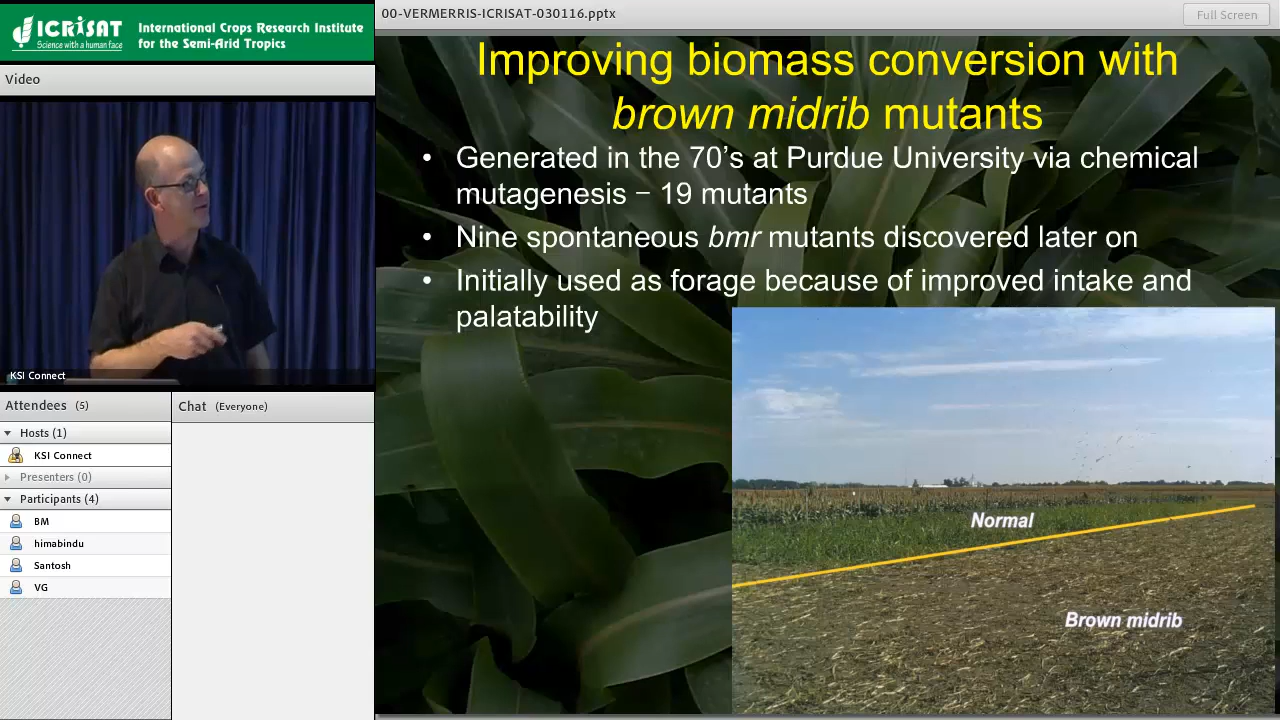 ICRISAT
Science with a human face
International Crops Research Institute
for the Semi-Arid Tropics
00-VERMERRIS-ICRISAT-030116.pptx
Full Screen
Video
KSI Connect
Attendees (5)
Hosts (1)
KSI Connect
Presenters (0)
Participants (4)
BM
himabindu
Santosh
VG
Chat (Everyone)
Improving biomass conversion with
brown midrib mutants
• Generated in the 70's at Purdue University via chemical
mutagenesis − 19 mutants
• Nine spontaneous bmr mutants discovered later on
• Initially used as forage because of improved intake and
palatability
Normal
Brown midrib